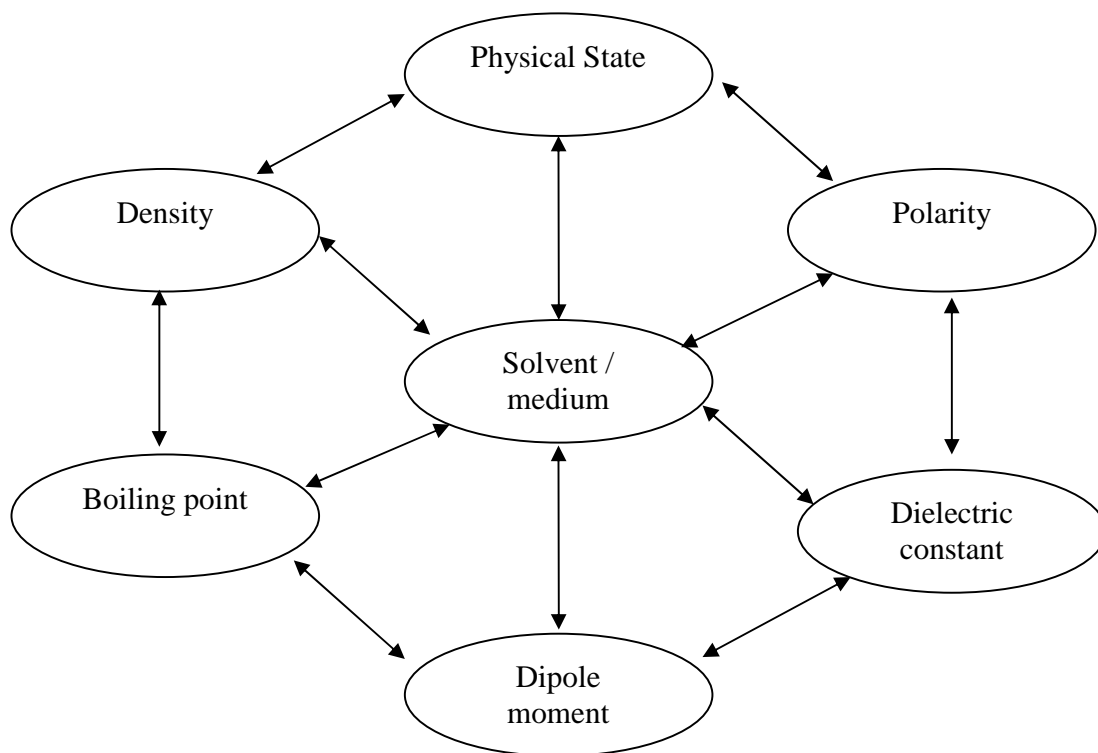 Physical State
Density
Polarity
Solvent /
medium
Boiling point
Dielectric
constant
Dipole
moment